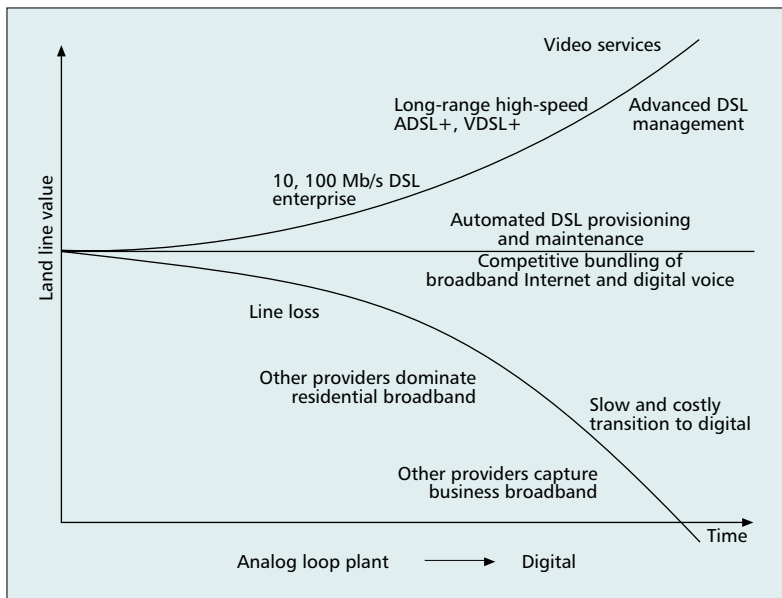 Video services
Long-range high-speed
ADSL+, VDSL+
Advanced DSL
management
10, 100 Mb/s DSL
enterprise
Land line value
Automated DSL provisioning
and maintenance
Competitive bundling of
broadband Internet and digital voice
Line loss
Other providers dominate
residential broadband
Slow and costly
transition to digital
Other providers capture
business broadband
Time
Analog loop plant
Digital